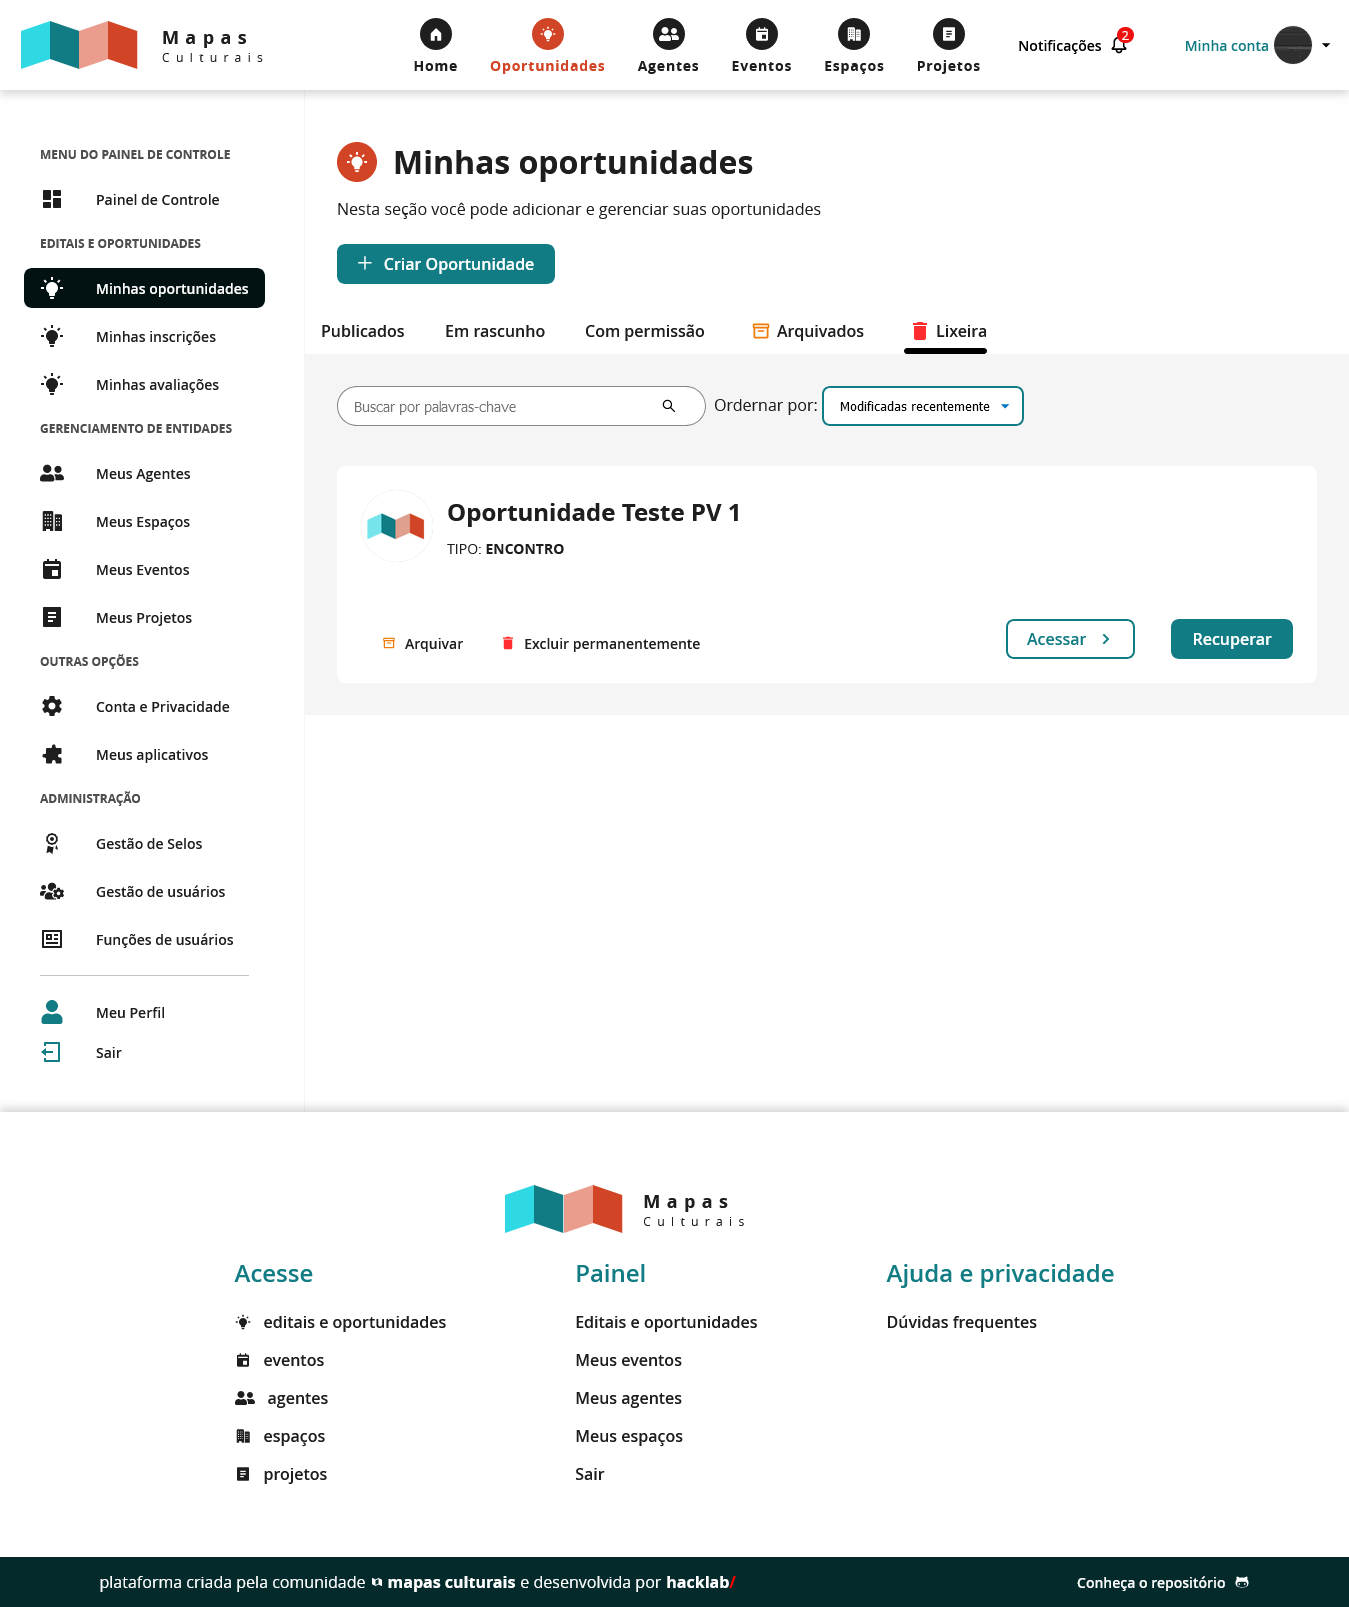 Mapas
Culturais
Home
Oportunidades
Agentes
Eventos
Espaços
Projetos
Notificações 2
Minha conta
MENU DO PAINEL DE CONTROLE
Painel de Controle
EDITAIS E OPORTUNIDADES
Minhas oportunidades
Minhas inscrições
Minhas avaliações
GERENCIAMENTO DE ENTIDADES
Meus Agentes
Meus Espaços
Meus Eventos
Meus Projetos
OUTRAS OPÇÕES
Conta e Privacidade
Meus aplicativos
ADMINISTRAÇÃO
Gestão de Selos
Gestão de usuários
Funções de usuários
Meu Perfil
Sair
Minhas oportunidades
Nesta seção você pode adicionar e gerenciar suas oportunidades
Criar Oportunidade
Publicados
Em rascunho
Com permissão
Arquivados
Lixeira
Buscar por palavras-chave
Ordernar por:
Modificadas recentemente
Oportunidade Teste PV 1
TIPO: ENCONTRO
Arquivar
Excluir permanentemente
Acessar
Recuperar
Mapas
Culturais
Acesse
editais e oportunidades
eventos
agentes
espaços
projetos
Painel
Editais e oportunidades
Meus eventos
Meus agentes
Meus espaços
Sair
Ajuda e privacidade
Dúvidas frequentes
plataforma criada pela comunidade mapas culturais e desenvolvida por hacklab/
Conheça o repositório